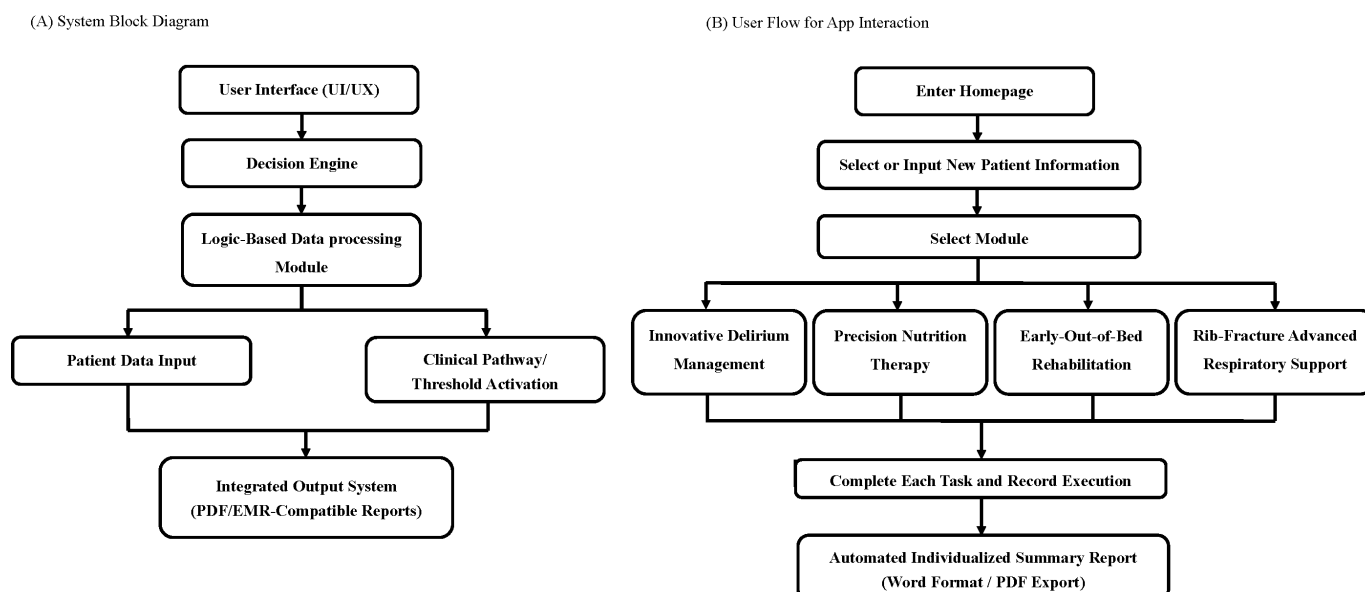 (A) System Block Diagram
User Interface (UI/UX)
Decision Engine
Logic-Based Data processing
Module
Patient Data Input
Clinical Pathway/
Threshold Activation
Integrated Output System
(PDF/EMR-Compatible Reports)
(B) User Flow for App Interaction
Enter Homepage
Select or Input New Patient Information
Select Module
Innovative Delirium
Management
Precision Nutrition
Therapy
Early-Out-of-Bed
Rehabilitation
Rib-Fracture Advanced
Respiratory Support
Complete Each Task and Record Execution
Automated Individualized Summary Report
(Word Format / PDF Export)